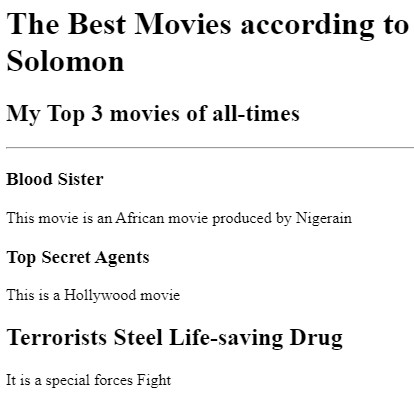 The Best Movies according to
Solomon
My Top 3 movies of all-times
Blood Sister
This movie is an African movie produced by Nigerain
Top Secret Agents
This is a Hollywood movie
Terrorists Steel Life-saving Drug
It is a special forces Fight